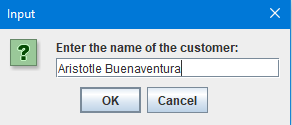 Input
?
Enter the name of the customer:
Aristotle Buenaventura
OK
Cancel